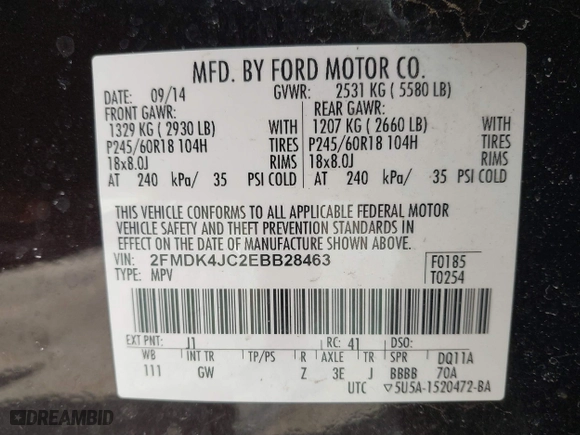 MFD. BY FORD MOTOR CO.
DATE: 09/14 GVWR: 2531 KG ( 5580 LB)
FRONT GAWR: REAR GAWR:
1329 KG ( 2930 LB) WITH 1207 KG ( 2660 LB) WITH
P245/60R18 104H TIRES P245/60R18 104H TIRES
18x8.0J RIMS 18x8.0J RIMS
AT 240 kPa/ 35 PSI COLD AT 240 kPa/ 35 PSI COLD
THIS VEHICLE CONFORMS TO ALL APPLICABLE FEDERAL MOTOR
VEHICLE SAFETY AND THEFT PREVENTION STANDARDS IN
EFFECT ON THE DATE OF MANUFACTURE SHOWN ABOVE.
VIN: 2FMDK4JC2EBB28463 F0185
TYPE: MPV T0254
EXT PNT: J1 RC: 41 DSO:
WB INT TR TP/PS R AXLE TR SPR DQ11A
111 GW Z 3E J BBBB 70A
UTC ▽5U5A-1520472-BA
DREAMBID